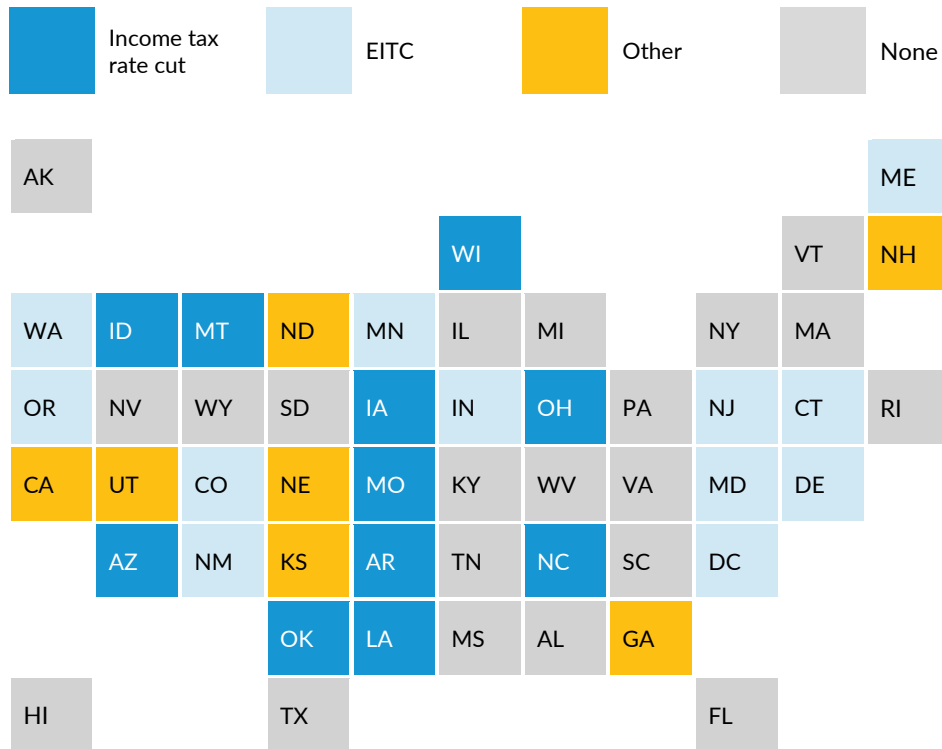 Income tax
rate cut
EITC
Other
None
AK
ME
WI
VT
NH
WA
ID
MT
ND
MN
IL
MI
NY
MA
OR
NV
WY
SD
IA
IN
OH
PA
NJ
CT
RI
CA
UT
CO
NE
MO
KY
WV
VA
MD
DE
AZ
NM
KS
AR
TN
NC
SC
DC
OK
LA
MS
AL
GA
HI
TX
FL